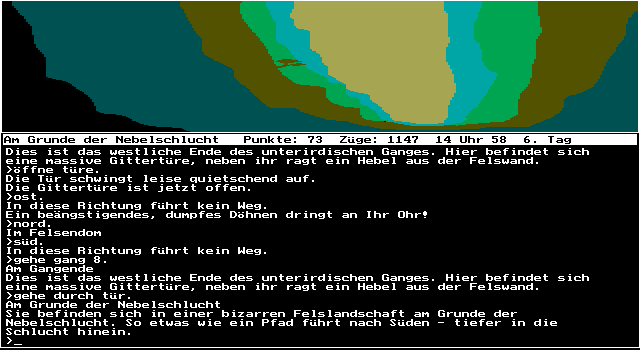 Am Grunde der Nebelschlucht   Punkte: 73  Züge: 1147  14 Uhr 58  6. Tag
Dies ist das westliche Ende des unterirdischen Ganges. Hier befindet sich
eine massive Gittertüre, neben ihr ragt ein Hebel aus der Felswand.
>öffne türe.
Die Tür schwingt leise quietschend auf.
Die Gittertüre ist jetzt offen.
>ost.
In diese Richtung führt kein Weg.
Ein beängstigendes, dumpfes Döhnen dringt an Ihr Ohr!
>nord.
Im Felsendom
>süd.
In diese Richtung führt kein Weg.
>gehe gang 8.
Am Gangende
Dies ist das westliche Ende des unterirdischen Ganges. Hier befindet sich
eine massive Gittertüre, neben ihr ragt ein Hebel aus der Felswand.
>gehe durch tür.
Am Grunde der Nebelschlucht
Sie befinden sich in einer bizarren Felslandschaft am Grunde der
Nebelschlucht. So etwas wie ein Pfad führt nach Süden - tiefer in die
Schlucht hinein.
>_